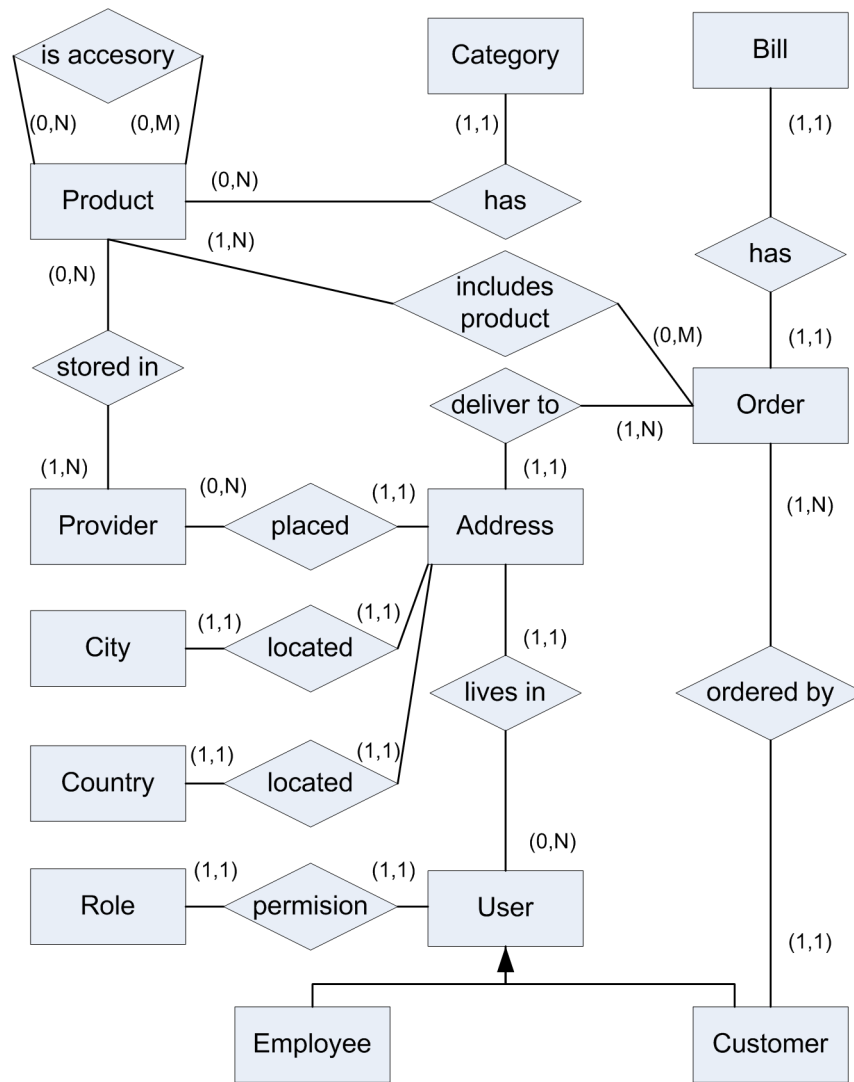 is accesory
Category
Bill
(0,N)
(0,M)
(1,1)
(1,1)
Product
(0,N)
has
(1,N)
has
(0,N)
includes
product
(0,M)
(1,1)
stored in
deliver to
Order
(1,N)
(1,N)
(0,N)
(1,1)
(1,1)
(1,N)
Provider
placed
Address
(1,1)
(1,1)
(1,1)
City
located
lives in
ordered by
(1,1)
(1,1)
Country
located
(0,N)
(1,1)
(1,1)
Role
permision
User
(1,1)
Employee
Customer